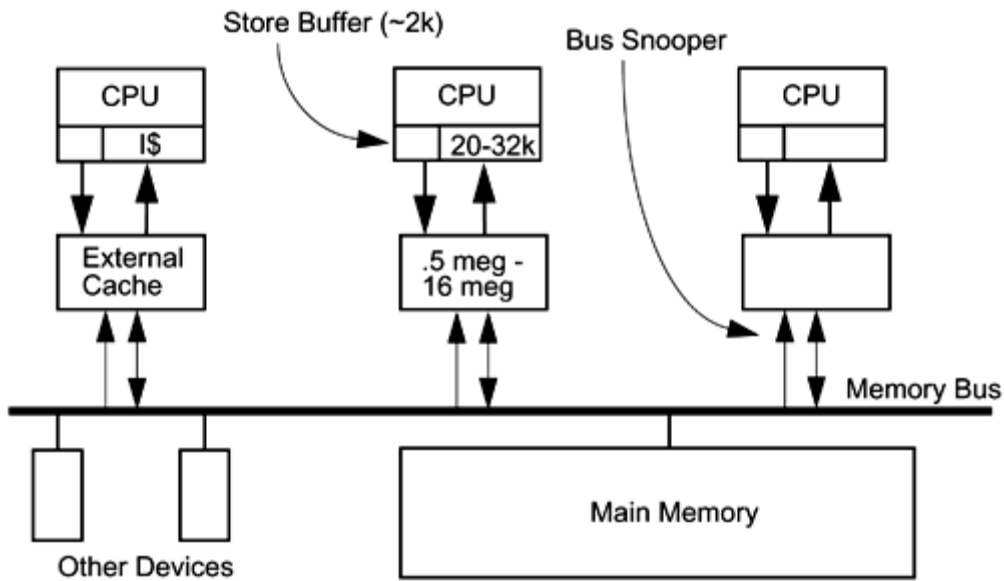 Store Buffer (~2k)
Bus Snooper
CPU
CPU
CPU
I$
20-32k
External
Cache
.5 meg -
16 meg
Memory Bus
Main Memory
Other Devices